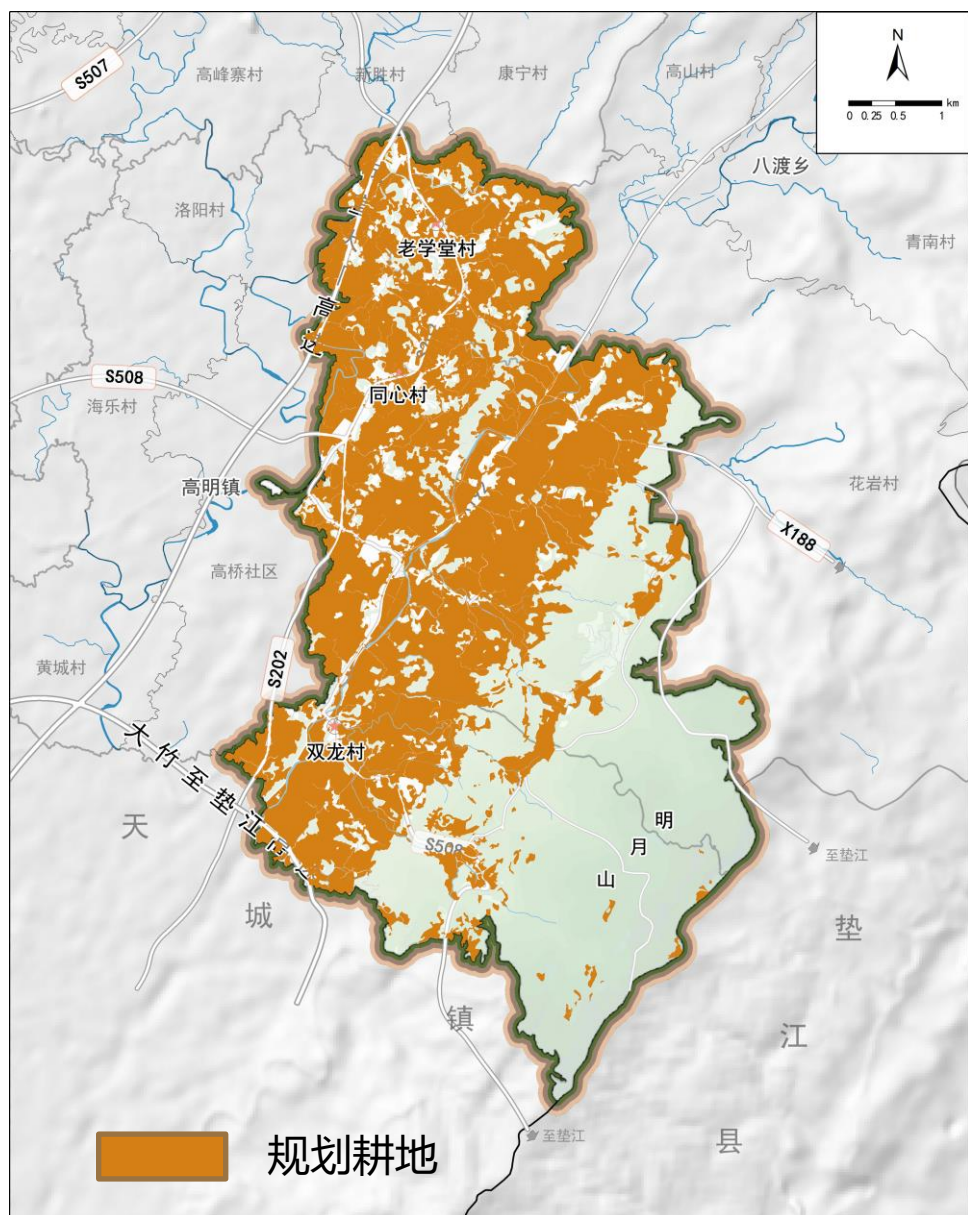 N
km
0 0.25 0.5 1
S507
高峰寨村
新胜村
康宁村
高山村
八渡乡
青南村
洛阳村
老学堂村
高
S508
海乐村
同心村
高明镇
花岩村
X188
高桥社区
黄城村
S202
双龙村
大竹至垫江
S508
明
月
山
至垫江
天
城
镇
垫
江
县
至垫江
规划耕地